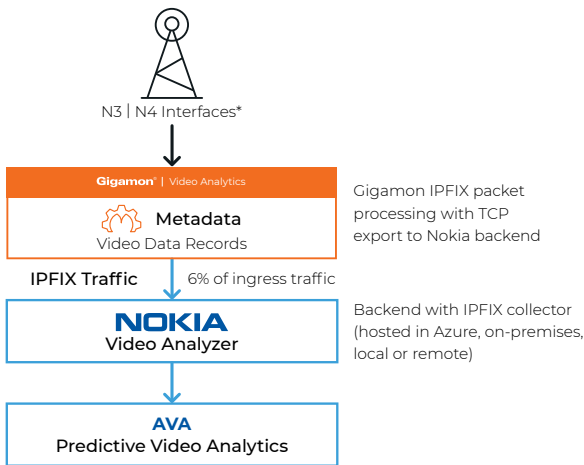 N3 | N4 Interfaces*
Gigamon® | Video Analytics
Metadata
Video Data Records
Gigamon IPFIX packet
processing with TCP
export to Nokia backend
IPFIX Traffic
6% of ingress traffic
NOKIA
Video Analyzer
Backend with IPFIX collector
(hosted in Azure, on-premises,
local or remote)
AVA
Predictive Video Analytics